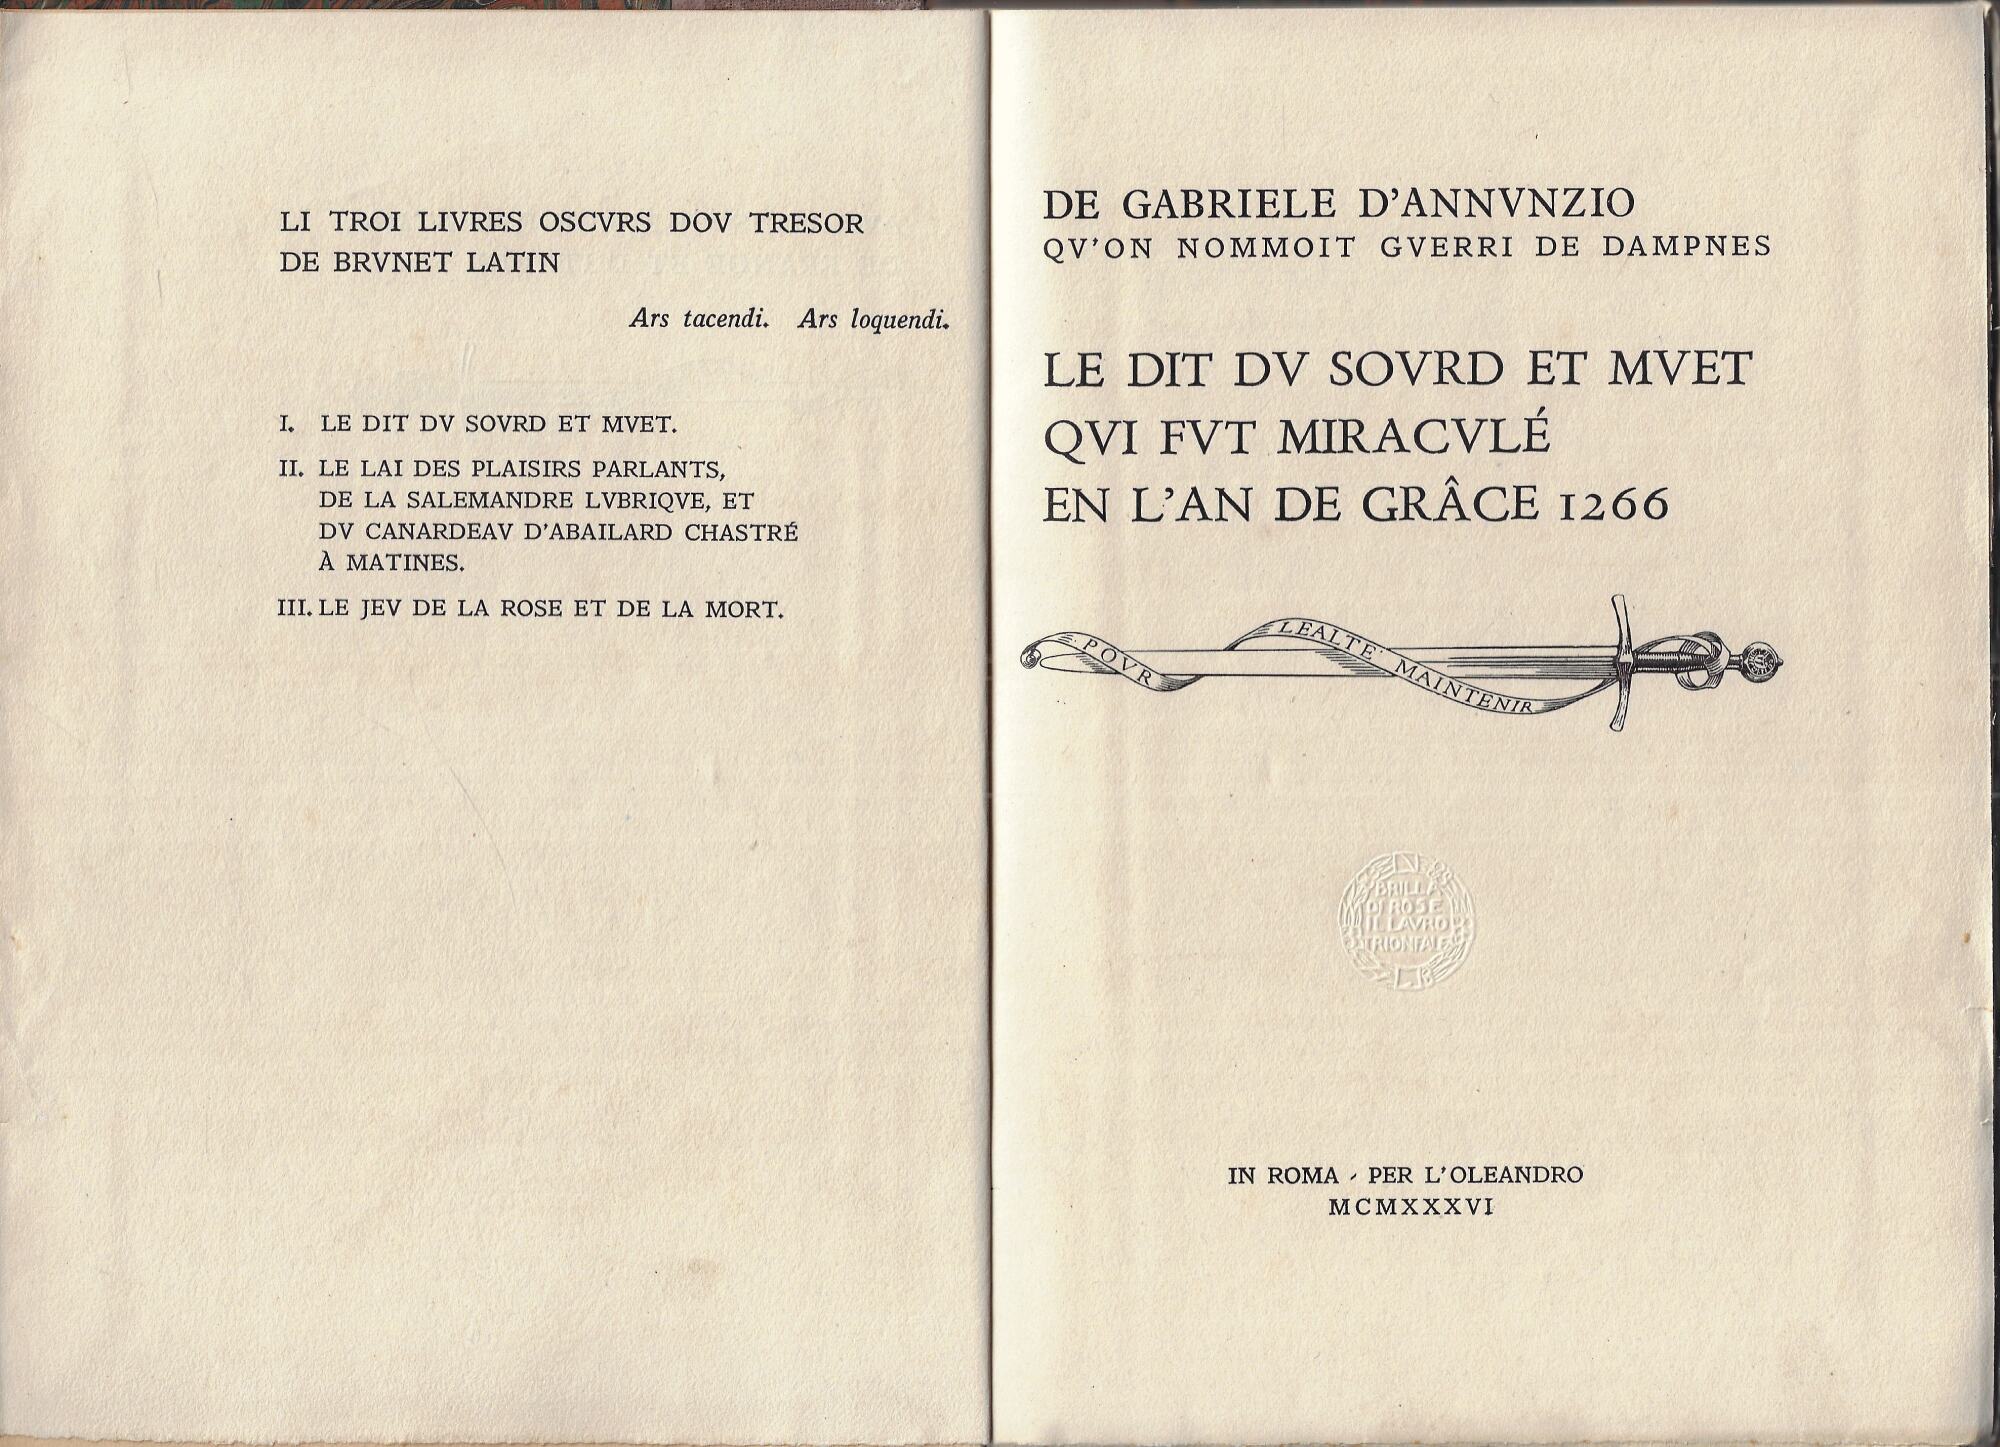 LI TROI LIVRES OSCVRS DOV TRESOR
DE BRVNET LATIN
Ars tacendi. Ars loquendi.
I. LE DIT DV SOVRD ET MVET.
II. LE LAI DES PLAISIRS PARLANTS,
DE LA SALEMANDRE LVBRIQVE, ET
DV CANARDEAV D'ABAILARD CHASTRÉ
À MATINES.
III. LE JEV DE LA ROSE ET DE LA MORT.
DE GABRIELE D'ANNVNZIO
QV'ON NOMMOIT GVERRI DE DAMPNES
LE DIT DV SOVRD ET MVET
QVI FVT MIRACVLÉ
EN L'AN DE GRÂCE 1266
POVR LEALTÉ MAINTENIR
BRILLA
DI ROSE
IL LAVRO
TRIONFALE
IN ROMA - PER L'OLEANDRO
MCMXXXVI